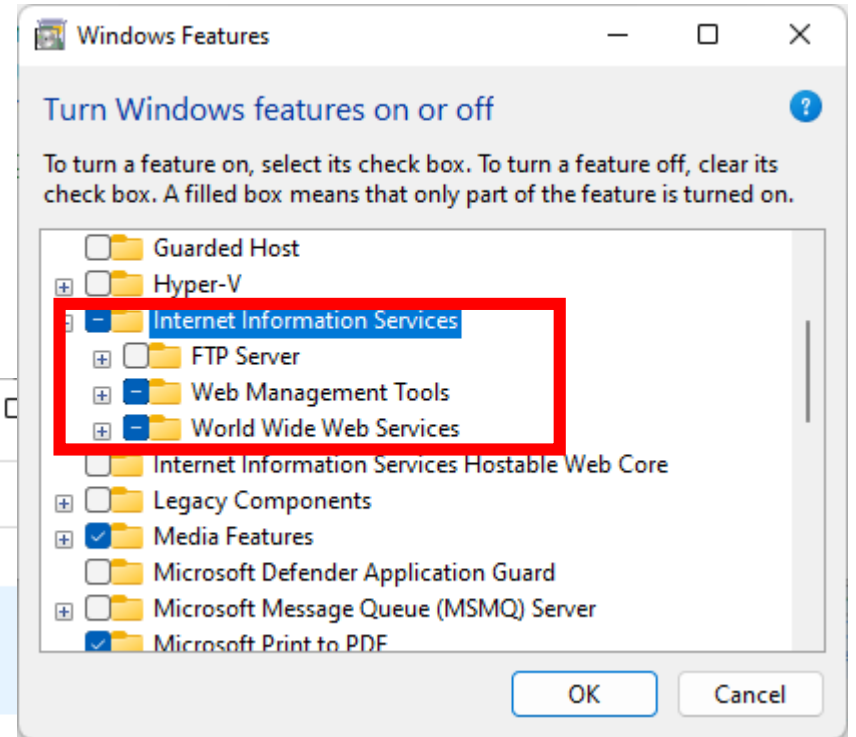 Windows Features
Turn Windows features on or off
To turn a feature on, select its check box. To turn a feature off, clear its
check box. A filled box means that only part of the feature is turned on.
Guarded Host
Hyper-V
Internet Information Services
FTP Server
Web Management Tools
World Wide Web Services
Internet Information Services Hostable Web Core
Legacy Components
Media Features
Microsoft Defender Application Guard
Microsoft Message Queue (MSMQ) Server
Microsoft Print to PDF
OK
Cancel